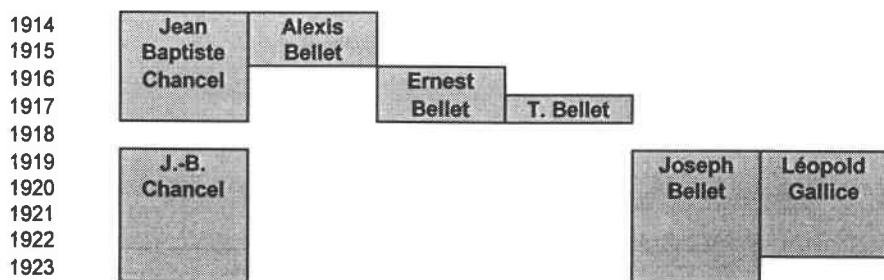 1914 Jean Alexis
1915 Baptiste Bellet
1916 Chancel Ernest
1917 Bellet T. Bellet
1918
1919 J.-B. Joseph Léopold
1920 Chancel Bellet Gallice
1921
1922
1923